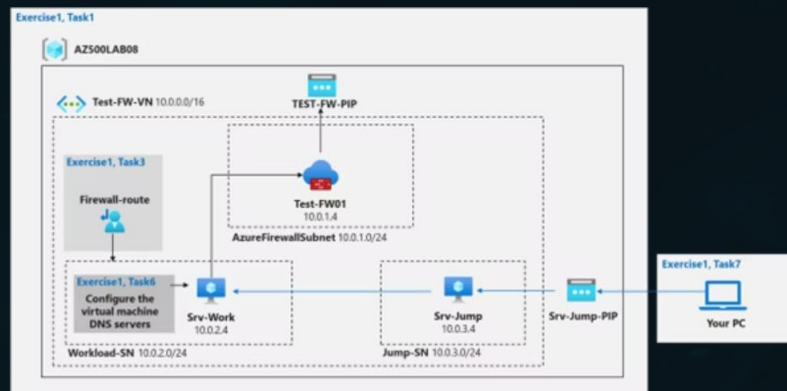 Exercise1, Task1
AZ500LAB08
Test-FW-VN 10.0.0.0/16
TEST-FW-PIP
Exercise1, Task3
Firewall-route
Test-FW01
10.0.1.4
AzureFirewallSubnet 10.0.1.0/24
Exercise1, Task6
Configure the
virtual machine
DNS servers
Srv-Work
10.0.2.4
Workload-SN 10.0.2.0/24
Srv-Jump
10.0.3.4
Jump-SN 10.0.3.0/24
Srv-Jump-PIP
Exercise1, Task7
Your PC